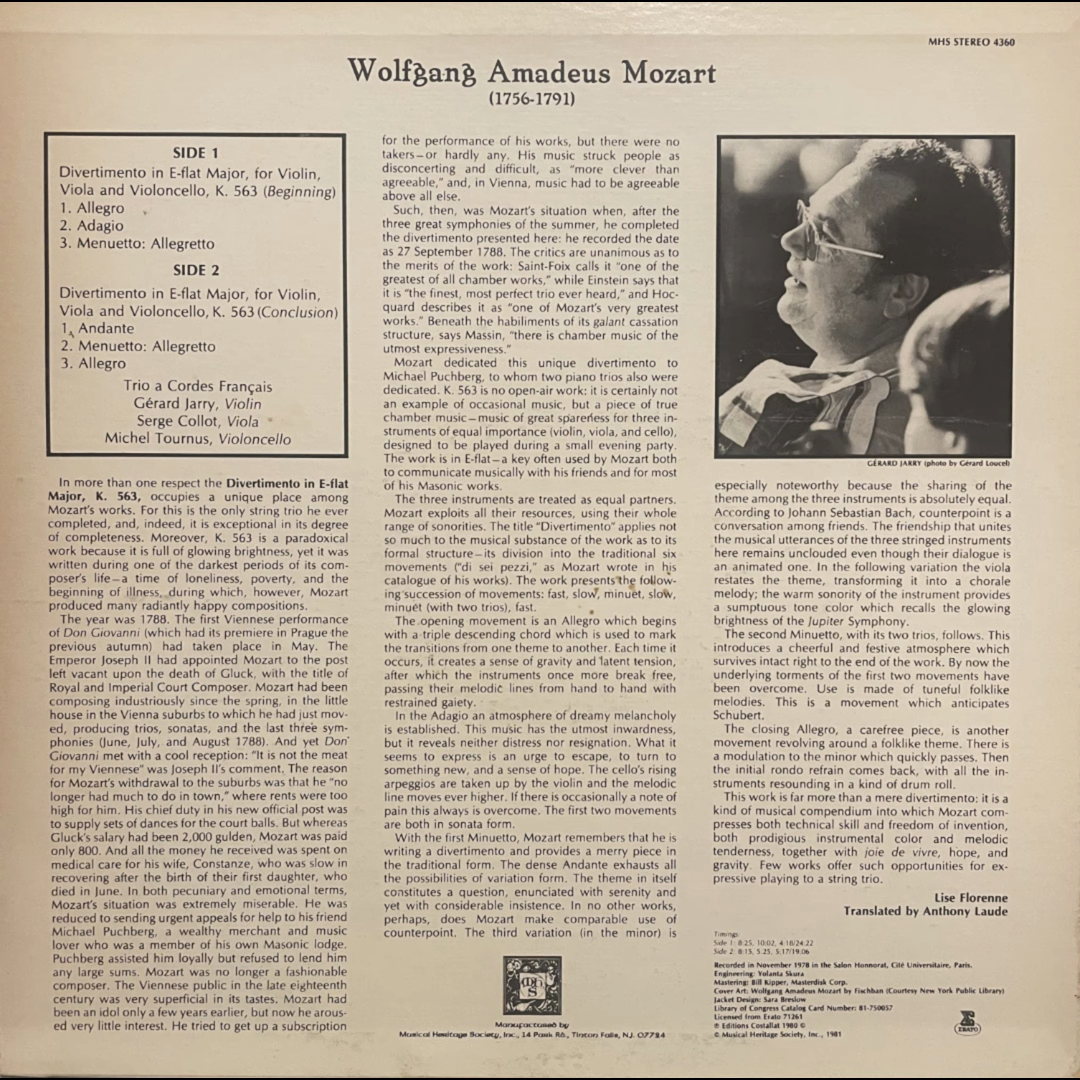 MHS STEREO 4360
Wolfgang Amadeus Mozart
(1756-1791)
SIDE 1
Divertimento in E-flat Major, for Violin,
Viola and Violoncello, K. 563 (Beginning)
1. Allegro
2. Adagio
3. Menuetto: Allegretto
SIDE 2
Divertimento in E-flat Major, for Violin,
Viola and Violoncello, K. 563 (Conclusion)
1. Andante
2. Menuetto: Allegretto
3. Allegro
Trio a Cordes Français
Gérard Jarry, Violin
Serge Collot, Viola
Michel Tournus, Violoncello
In more than one respect the Divertimento in E-flat
Major, K. 563, occupies a unique place among
Mozart's works. For this is the only string trio he ever
completed, and, indeed, it is exceptional in its degree
of completeness. Moreover, K. 563 is a paradoxical
work because it is full of glowing brightness, yet it was
written during one of the darkest periods of its com-
poser's life—a time of loneliness, poverty, and the
beginning of illness, during which, however, Mozart
produced many radiantly happy compositions.
The year was 1788. The first Viennese performance
of Don Giovanni (which had its premiere in Prague the
previous autumn) had taken place in May. The
Emperor Joseph II had appointed Mozart to the post
left vacant upon the death of Gluck, with the title of
Royal and Imperial Court Composer. Mozart had been
composing industriously since the spring, in the little
house in the Vienna suburbs to which he had just mov-
ed, producing trios, sonatas, and the last three sym-
phonies (June, July, and August 1788). And yet Don
Giovanni met with a cool reception: "It is not the meat
for my Viennese" was Joseph II's comment. The reason
for Mozart's withdrawal to the suburbs was that he "no
longer had much to do in town," where rents were too
high for him. His chief duty in his new official post was
to supply sets of dances for the court balls. But whereas
Gluck's salary had been 2,000 gulden, Mozart was paid
only 800. And all the money he received was spent on
medical care for his wife, Constanze, who was slow in
recovering after the birth of their first daughter, who
died in June. In both pecuniary and emotional terms,
Mozart's situation was extremely miserable. He was
reduced to sending urgent appeals for help to his friend
Michael Puchberg, a wealthy merchant and music
lover who was a member of his own Masonic lodge.
Puchberg assisted him loyally but refused to lend him
any large sums. Mozart was no longer a fashionable
composer. The Viennese public in the late eighteenth
century was very superficial in its tastes. Mozart had
been an idol only a few years earlier, but now he arous-
ed very little interest. He tried to get up a subscription
for the performance of his works, but there were no
takers—or hardly any. His music struck people as
disconcerting and difficult, as "more clever than
agreeable," and, in Vienna, music had to be agreeable
above all else.
Such, then, was Mozart's situation when, after the
three great symphonies of the summer, he completed
the divertimento presented here: he recorded the date
as 27 September 1788. The critics are unanimous as to
the merits of the work: Saint-Foix calls it "one of the
greatest of all chamber works," while Einstein says that
it is "the finest, most perfect trio ever heard," and Hoc-
quard describes it as "one of Mozart's very greatest
works." Beneath the habiliments of its galant cassation
structure, says Massin, "there is chamber music of the
utmost expressiveness."
Mozart dedicated this unique divertimento to
Michael Puchberg, to whom two piano trios also were
dedicated. K. 563 is no open-air work: it is certainly not
an example of occasional music, but a piece of true
chamber music—music of great spareness for three in-
struments of equal importance (violin, viola, and cello),
designed to be played during a small evening party.
The work is in E-flat—a key often used by Mozart both
to communicate musically with his friends and for most
of his Masonic works.
The three instruments are treated as equal partners.
Mozart exploits all their resources, using their whole
range of sonorities. The title "Divertimento" applies not
so much to the musical substance of the work as to its
formal structure—its division into the traditional six
movements ("di sei pezzi," as Mozart wrote in his
catalogue of his works). The work presents the follow-
ing succession of movements: fast, slow, minuet, slow,
minuet (with two trios), fast.
The opening movement is an Allegro which begins
with a triple descending chord which is used to mark
the transitions from one theme to another. Each time it
occurs, it creates a sense of gravity and latent tension,
after which the instruments once more break free,
passing their melodic lines from hand to hand with
restrained gaiety.
In the Adagio an atmosphere of dreamy melancholy
is established. This music has the utmost inwardness,
but it reveals neither distress nor resignation. What it
seems to express is an urge to escape, to turn to
something new, and a sense of hope. The cello's rising
arpeggios are taken up by the violin and the melodic
line moves ever higher. If there is occasionally a note of
pain this always is overcome. The first two movements
are both in sonata form.
With the first Minuetto, Mozart remembers that he is
writing a divertimento and provides a merry piece in
the traditional form. The dense Andante exhausts all
the possibilities of variation form. The theme in itself
constitutes a question, enunciated with serenity and
yet with considerable insistence. In no other works,
perhaps, does Mozart make comparable use of
counterpoint. The third variation (in the minor) is
GÉRARD JARRY (photo by Gérard Loucel)
especially noteworthy because the sharing of the
theme among the three instruments is absolutely equal.
According to Johann Sebastian Bach, counterpoint is a
conversation among friends. The friendship that unites
the musical utterances of the three stringed instruments
here remains unclouded even though their dialogue is
an animated one. In the following variation the viola
restates the theme, transforming it into a chorale
melody; the warm sonority of the instrument provides
a sumptuous tone color which recalls the glowing
brightness of the Jupiter Symphony.
The second Minuetto, with its two trios, follows. This
introduces a cheerful and festive atmosphere which
survives intact right to the end of the work. By now the
underlying torments of the first two movements have
been overcome. Use is made of tuneful folklike
melodies. This is a movement which anticipates
Schubert.
The closing Allegro, a carefree piece, is another
movement revolving around a folklike theme. There is
a modulation to the minor which quickly passes. Then
the initial rondo refrain comes back, with all the in-
struments resounding in a kind of drum roll.
This work is far more than a mere divertimento: it is a
kind of musical compendium into which Mozart com-
presses both technical skill and freedom of invention,
both prodigious instrumental color and melodic
tenderness, together with joie de vivre, hope, and
gravity. Few works offer such opportunities for ex-
pressive playing to a string trio.
Lise Florenne
Translated by Anthony Laude
Timings:
Side 1: 8:25, 10:02, 4:18/24:22
Side 2: 8:15, 5:25, 5:17/19:06
Recorded in November 1978 in the Salon Honnorat, Cité Universitaire, Paris.
Engineering: Yolanta Skura
Mastering: Bill Kipper, Masterdisk Corp.
Cover Art: Wolfgang Amadeus Mozart by Fischban (Courtesy New York Public Library)
Jacket Design: Sara Breslow
Library of Congress Catalog Card Number: 81-750057
Licensed from Erato 71261
℗ Editions Costallat 1980 ©
© Musical Heritage Society, Inc., 1981
ERATO
MHS
Manufactured by
Musical Heritage Society, Inc., 14 Park Rd., Tinton Falls, N.J. 07724